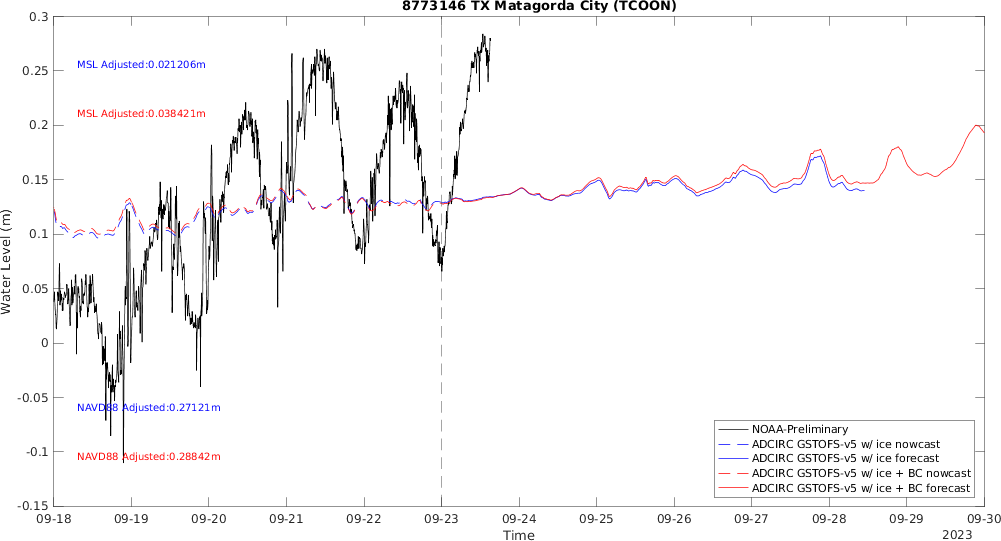 8773146 TX Matagorda City (TCOON)
0.3
0.25
0.2
0.15
0.1
0.05
0
-0.05
-0.1
-0.15
Water Level (m)
MSL Adjusted:0.021206m
MSL Adjusted:0.038421m
NAVD88 Adjusted:0.27121m
NAVD88 Adjusted:0.28842m
NOAA-Preliminary
ADCIRC GSTOFS-v5 w/ ice nowcast
ADCIRC GSTOFS-v5 w/ ice forecast
ADCIRC GSTOFS-v5 w/ ice + BC nowcast
ADCIRC GSTOFS-v5 w/ ice + BC forecast
09-18 09-19 09-20 09-21 09-22 09-23 09-24 09-25 09-26 09-27 09-28 09-29 09-30
Time
2023